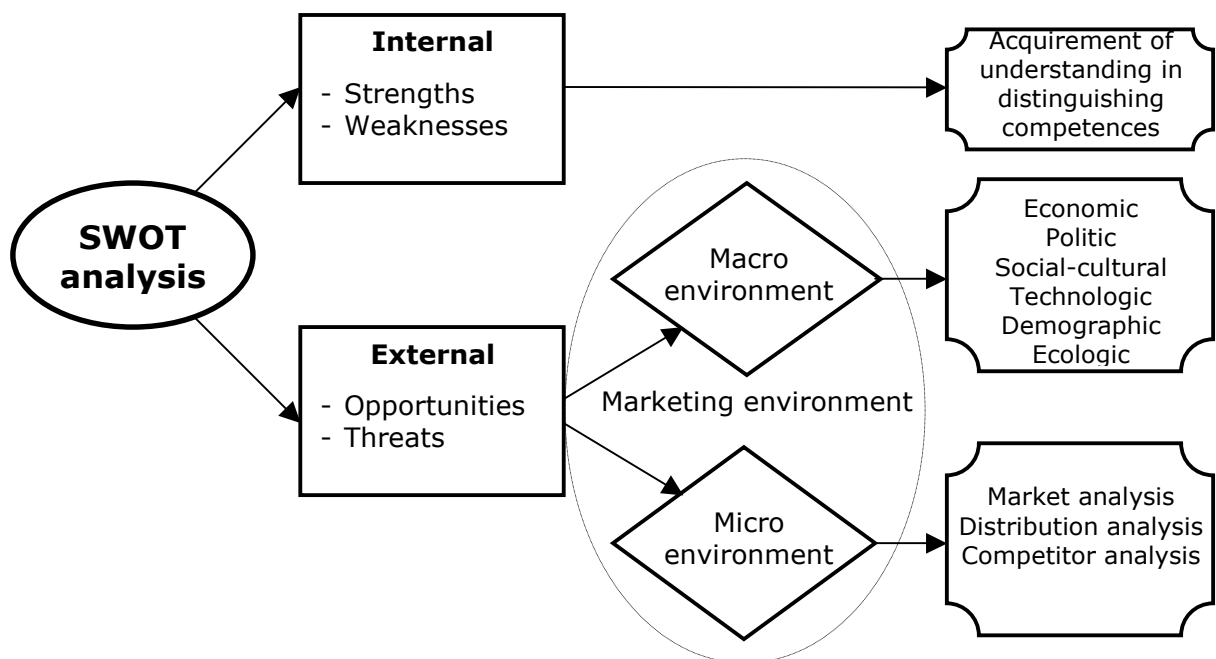 SWOT
analysis
Internal
- Strengths
- Weaknesses
Acquirement of
understanding in
distinguishing
competences
External
- Opportunities
- Threats
Macro
environment
Economic
Politic
Social-cultural
Technologic
Demographic
Ecologic
Marketing environment
Micro
environment
Market analysis
Distribution analysis
Competitor analysis